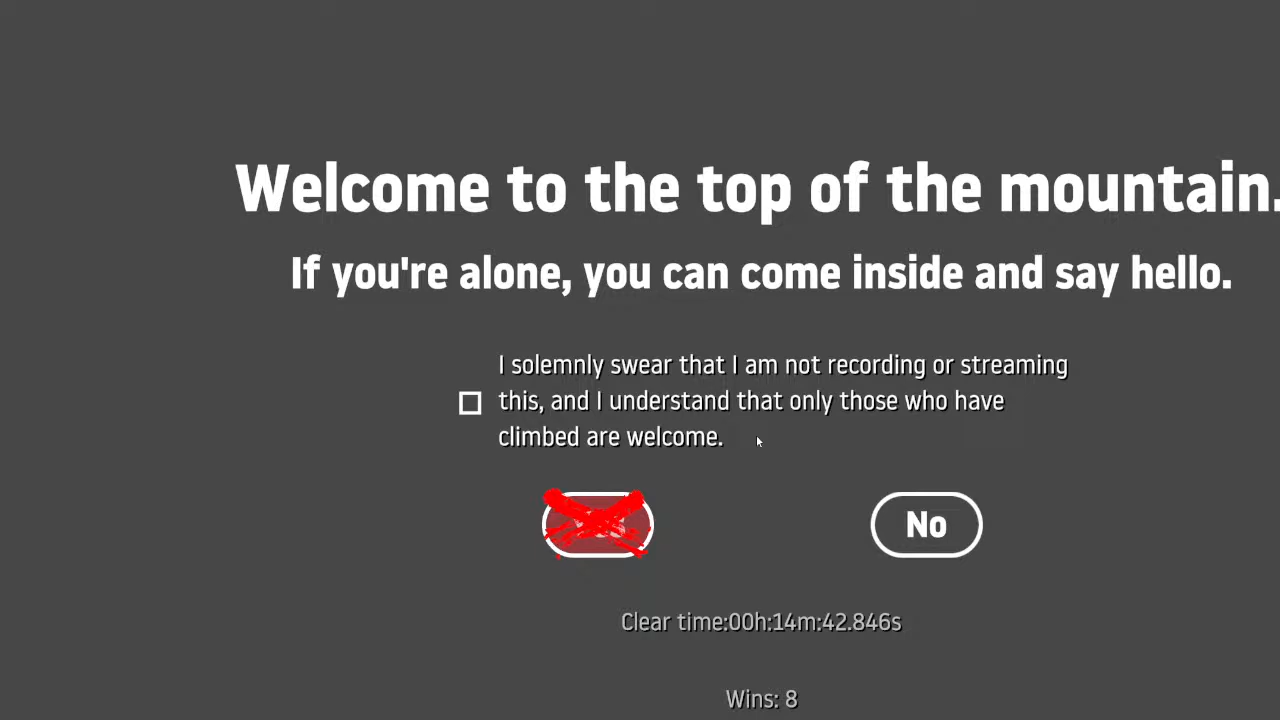 Welcome to the top of the mountain.
If you're alone, you can come inside and say hello.
I solemnly swear that I am not recording or streaming
this, and I understand that only those who have
climbed are welcome.
No
Clear time:00h:14m:42.846s
Wins: 8